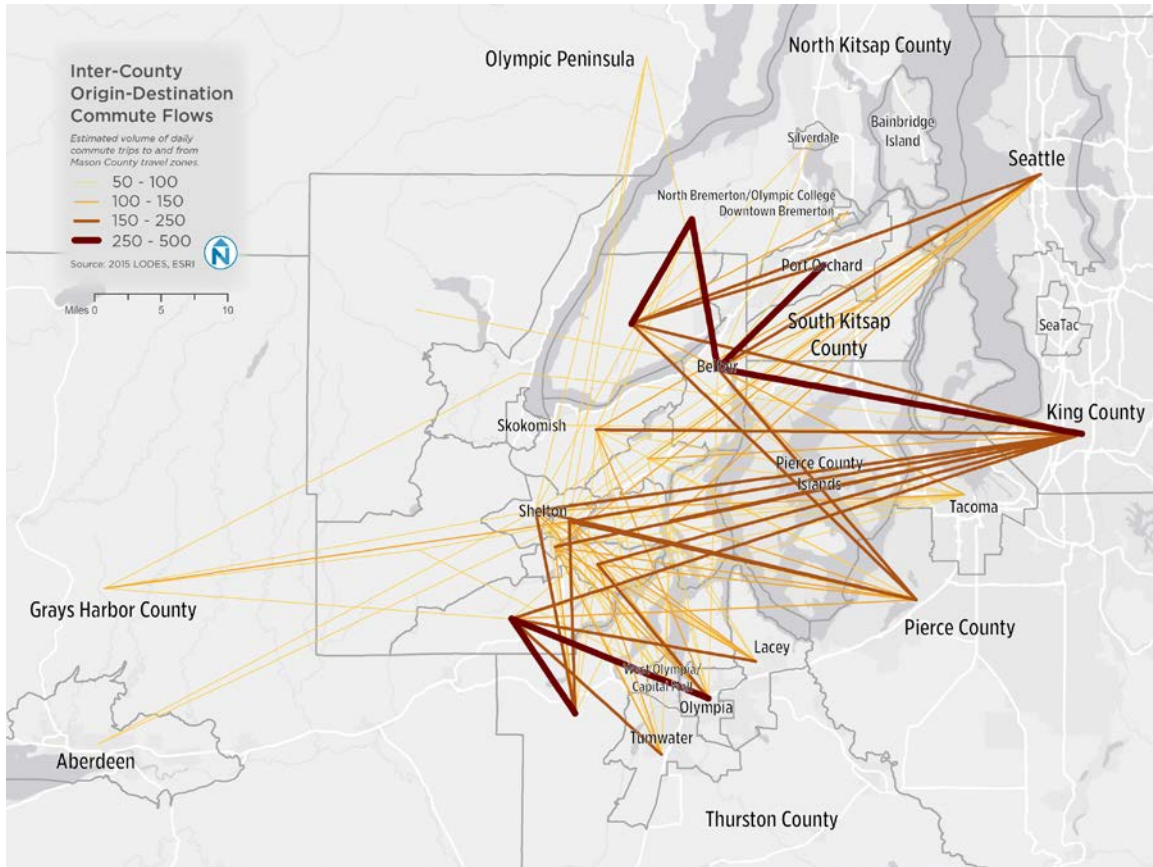 Inter-County
Origin-Destination
Commute Flows
Estimated volume of daily
commute trips to and from
Mason County travel zones.
50 - 100
100 - 150
150 - 250
250 - 500
N
Source: 2015 LODES, ESRI
Miles 0 5 10
Olympic Peninsula
North Kitsap County
Bainbridge
Island
Silverdale
Seattle
North Bremerton/Olympic College
Downtown Bremerton
Port Orchard
South Kitsap
County
SeaTac
Belfair
King County
Skokomish
Pierce County
Islands
Shelton
Tacoma
Grays Harbor County
Pierce County
Lacey
West Olympia/
Capital Mall
Olympia
Tumwater
Aberdeen
Thurston County